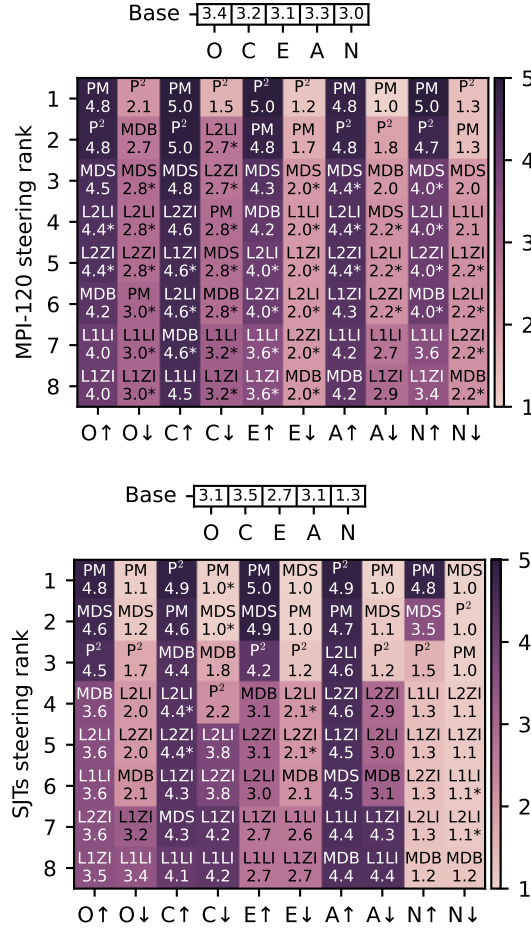 Base 3.4 3.2 3.1 3.3 3.0
O C E A N
MPI-120 steering rank
PM P² PM P² P² P² PM PM PM P²
1 4.8 2.1 5.0 1.5 5.0 1.2 4.8 1.0 5.0 1.3
P² MDB P² L2LI PM PM P² P² P² PM
2 4.8 2.7 5.0 2.7* 4.8 1.7 4.8 1.8 4.7 1.3
MDS MDS MDS L2ZI MDS MDS MDS MDB MDS MDS
3 4.5 2.8* 4.8 2.7* 4.3 2.0* 4.4* 2.0 4.0* 2.0
L2LI L2LI L2ZI PM MDB L1LI L2LI MDS L2LI L1LI
4 4.4* 2.8* 4.6 2.8* 4.2 2.0* 4.4* 2.2* 4.0* 2.1
L2ZI L2ZI L1ZI MDS L2LI L1ZI L2ZI L2LI L2ZI L1ZI
5 4.4* 2.8* 4.6* 2.8* 4.0* 2.0* 4.4* 2.2* 4.0* 2.2*
MDB PM L2LI MDB L2ZI L2LI L1ZI L2ZI MDB L2LI
6 4.2 3.0* 4.6* 2.8* 4.0* 2.0* 4.3 2.2* 4.0* 2.2*
L1LI L1LI MDB L1LI L1LI L2ZI L1LI L1LI L1LI L2ZI
7 4.0 3.0* 4.6* 3.2* 3.6* 2.0* 4.2 2.7 3.6 2.2*
L1ZI L1ZI L1LI L1ZI L1ZI MDB MDB L1ZI L1ZI MDB
8 4.0 3.0* 4.5 3.2* 3.6* 2.0* 4.2 2.9 3.4 2.2*
O↑ O↓ C↑ C↓ E↑ E↓ A↑ A↓ N↑ N↓
5
4
3
2
1
Base 3.1 3.5 2.7 3.1 1.3
O C E A N
SJTs steering rank
PM PM P² PM PM MDS P² PM PM MDS
1 4.8 1.1 4.9 1.0* 5.0 1.0 4.9 1.0 4.8 1.0
MDS MDS PM MDS MDS PM PM MDS MDS P²
2 4.6 1.2 4.6 1.0* 4.9 1.0 4.7 1.1 3.5 1.0
P² P² MDB MDB P² P² L2LI P² P² PM
3 4.5 1.7 4.4 1.8 4.2 1.2 4.6 1.2 1.5 1.0
MDB L2LI L2LI P² MDB L2LI L2ZI L2ZI L1LI L2ZI
4 3.6 2.0 4.4* 2.2 3.1 2.1* 4.6 2.9 1.3 1.1
L2LI L2ZI L2ZI L2LI L2ZI L2ZI L1ZI L2LI L1ZI L1ZI
5 3.6 2.0 4.4* 3.8 3.1 2.1* 4.5 3.0 1.3 1.1
L1LI MDB L1ZI L2ZI L2LI MDB MDS MDB L2ZI L1LI
6 3.6 2.1 4.3 3.8 3.0 2.1 4.5 3.1 1.3 1.1*
L2ZI L1ZI MDS L1ZI L1ZI L1LI L1LI L1ZI L2LI L2LI
7 3.6 3.2 4.3 4.2 2.7 2.6 4.4 4.3 1.3 1.1*
L1ZI L1LI L1LI L1LI L1LI L1ZI MDB L1LI MDB MDB
8 3.5 3.4 4.1 4.2 2.7 2.7 4.4 4.4 1.2 1.2
O↑ O↓ C↑ C↓ E↑ E↓ A↑ A↓ N↑ N↓
5
4
3
2
1